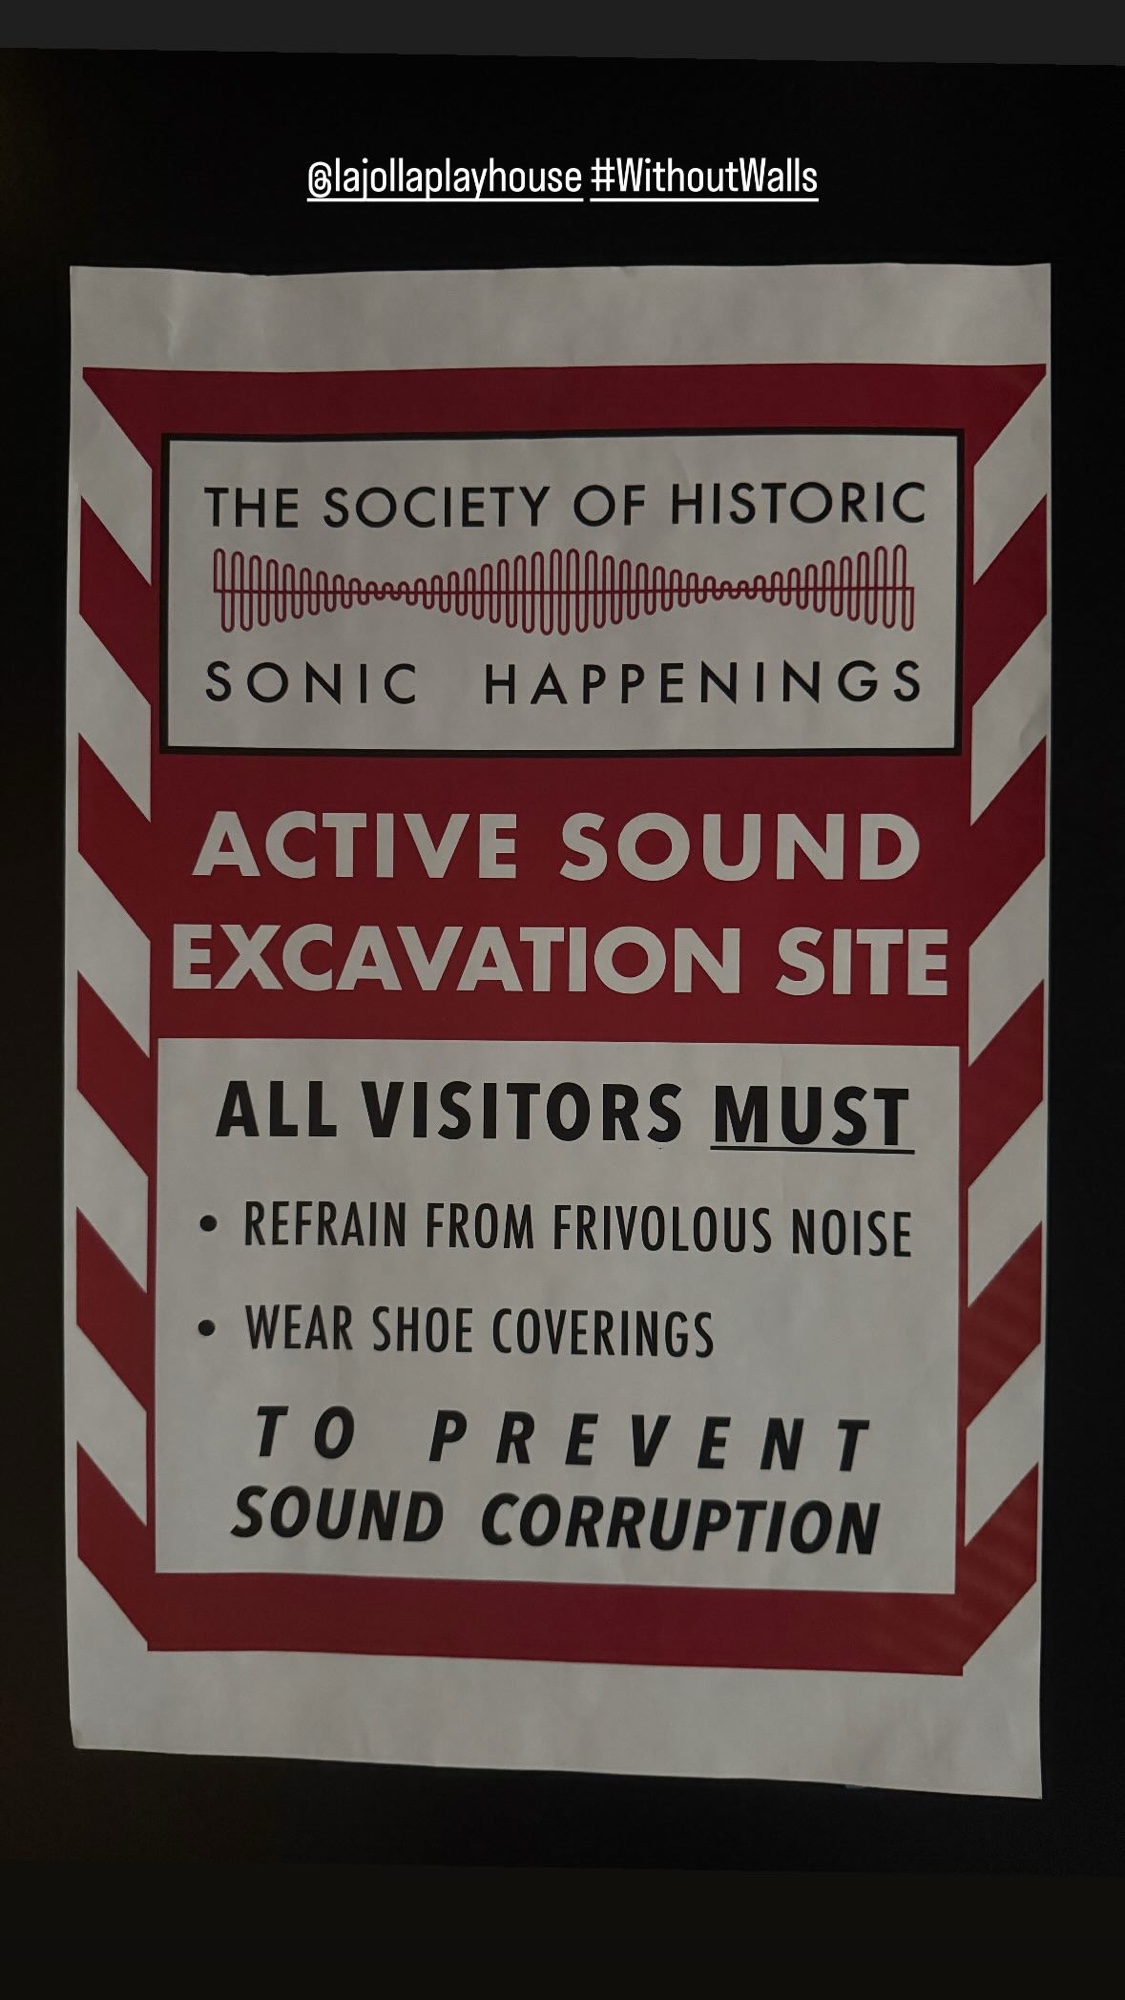 @lajollaplayhouse #WithoutWalls
THE SOCIETY OF HISTORIC
SONIC HAPPENINGS
ACTIVE SOUND
EXCAVATION SITE
ALL VISITORS MUST
• REFRAIN FROM FRIVOLOUS NOISE
• WEAR SHOE COVERINGS
TO PREVENT
SOUND CORRUPTION